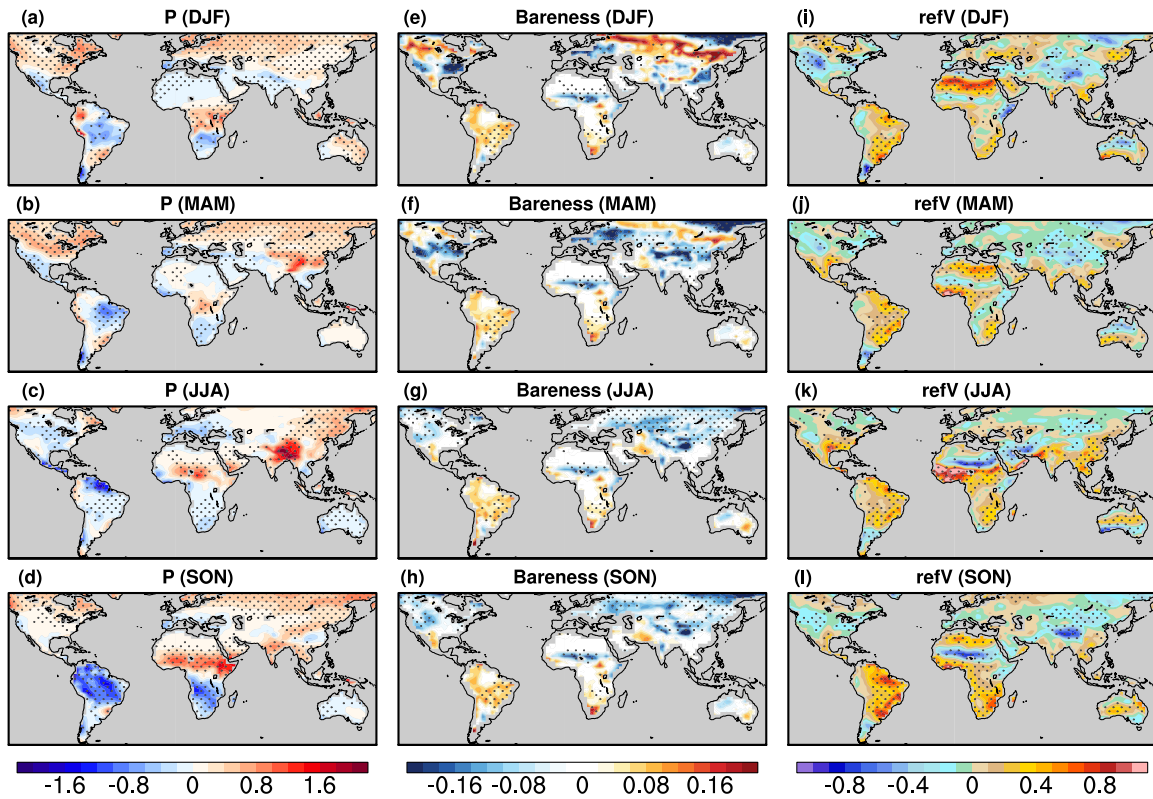 (a) P (DJF)
(e) Bareness (DJF)
(i) refV (DJF)
(b) P (MAM)
(f) Bareness (MAM)
(j) refV (MAM)
(c) P (JJA)
(g) Bareness (JJA)
(k) refV (JJA)
(d) P (SON)
(h) Bareness (SON)
(l) refV (SON)
-1.6 -0.8 0 0.8 1.6
-0.16 -0.08 0 0.08 0.16
-0.8 -0.4 0 0.4 0.8